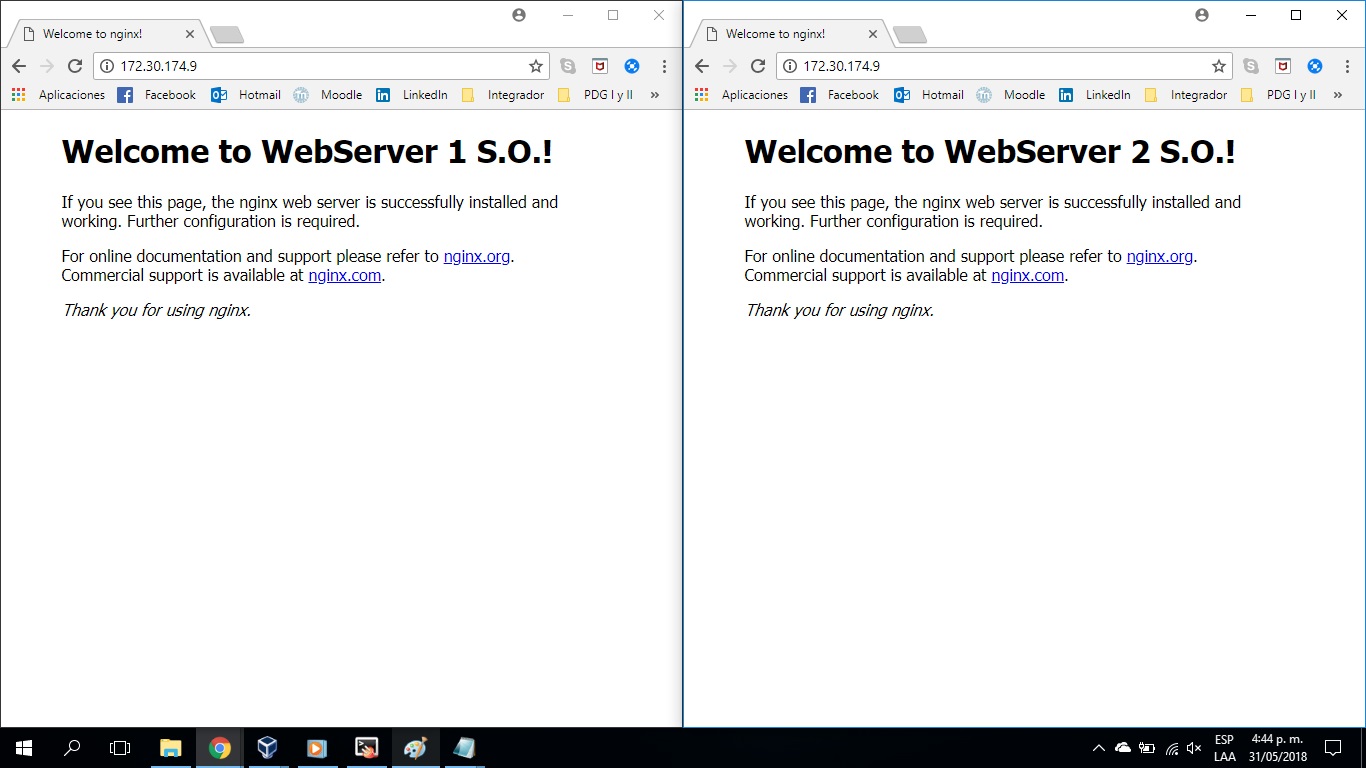 Welcome to nginx!
172.30.174.9
Aplicaciones Facebook Hotmail Moodle LinkedIn Integrador PDG I y II »
Welcome to WebServer 1 S.O.!
If you see this page, the nginx web server is successfully installed and
working. Further configuration is required.
For online documentation and support please refer to nginx.org.
Commercial support is available at nginx.com.
Thank you for using nginx.
Welcome to nginx!
172.30.174.9
Aplicaciones Facebook Hotmail Moodle LinkedIn Integrador PDG I y II »
Welcome to WebServer 2 S.O.!
If you see this page, the nginx web server is successfully installed and
working. Further configuration is required.
For online documentation and support please refer to nginx.org.
Commercial support is available at nginx.com.
Thank you for using nginx.
ESP 4:44 p. m.
LAA 31/05/2018